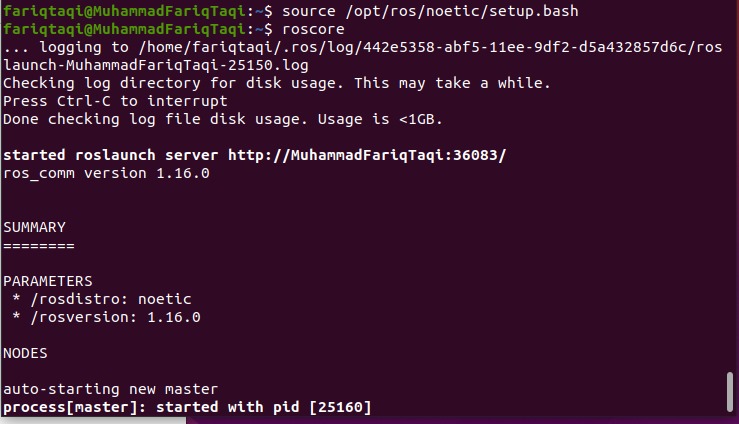 fariqtaqi@MuhammadFariqTaqi:~$ source /opt/ros/noetic/setup.bash
fariqtaqi@MuhammadFariqTaqi:~$ roscore
... logging to /home/fariqtaqi/.ros/log/442e5358-abf5-11ee-9df2-d5a432857d6c/ros
launch-MuhammadFariqTaqi-25150.log
Checking log directory for disk usage. This may take a while.
Press Ctrl-C to interrupt
Done checking log file disk usage. Usage is <1GB.
started roslaunch server http://MuhammadFariqTaqi:36083/
ros_comm version 1.16.0
SUMMARY
========
PARAMETERS
* /rosdistro: noetic
* /rosversion: 1.16.0
NODES
auto-starting new master
process[master]: started with pid [25160]